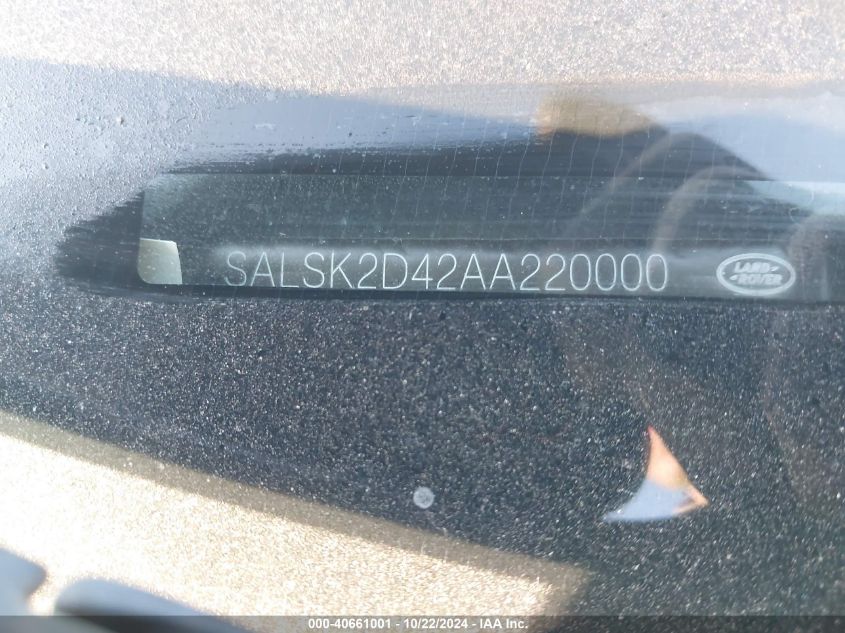 SALSK2D42AA220000
LAND
ROVER
000-40661001 - 10/22/2024 - IAA Inc.